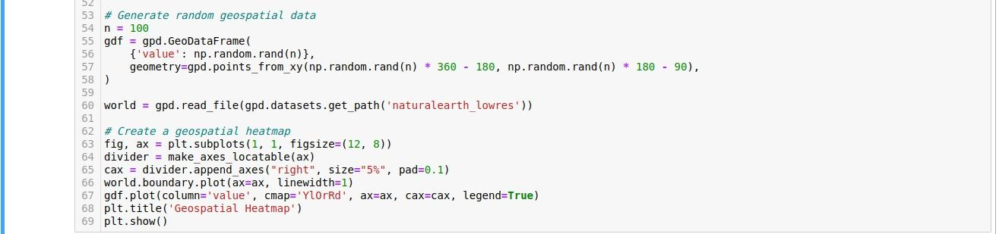 52
53 # Generate random geospatial data
54 n = 100
55 gdf = gpd.GeoDataFrame(
56     {'value': np.random.rand(n)},
57     geometry=gpd.points_from_xy(np.random.rand(n) * 360 - 180, np.random.rand(n) * 180 - 90),
58 )
59
60 world = gpd.read_file(gpd.datasets.get_path('naturalearth_lowres'))
61
62 # Create a geospatial heatmap
63 fig, ax = plt.subplots(1, 1, figsize=(12, 8))
64 divider = make_axes_locatable(ax)
65 cax = divider.append_axes("right", size="5%", pad=0.1)
66 world.boundary.plot(ax=ax, linewidth=1)
67 gdf.plot(column='value', cmap='YlOrRd', ax=ax, cax=cax, legend=True)
68 plt.title('Geospatial Heatmap')
69 plt.show()